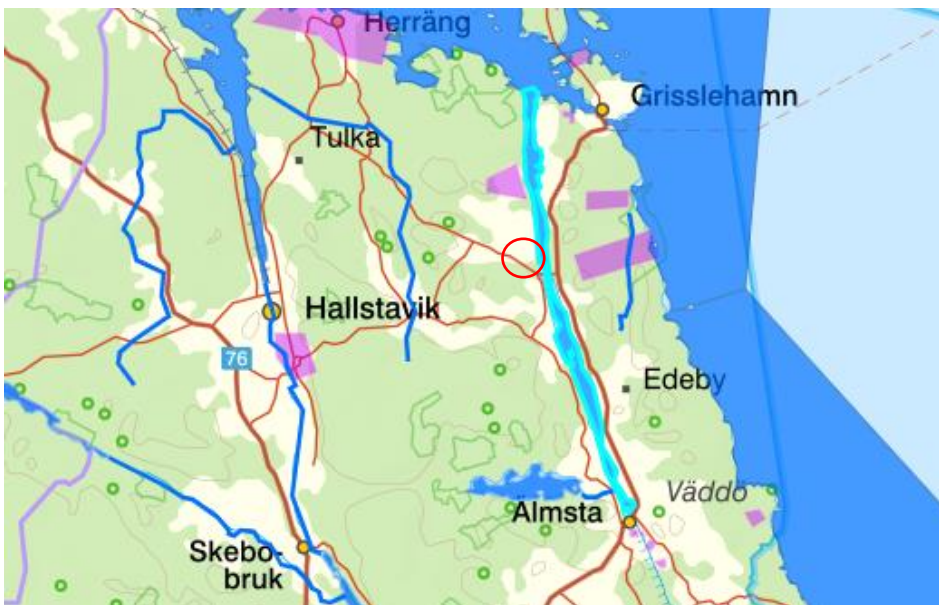 Herräng
Grisslehamn
Tulka
Hallstavik
76
Edeby
Väddö
Älmsta
Skebo-
bruk